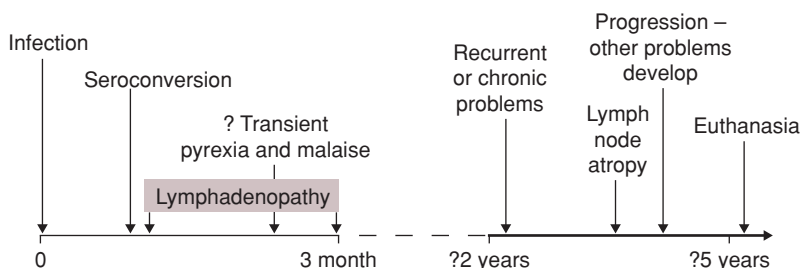 Infection
Seroconversion
? Transient
pyrexia and malaise
Lymphadenopathy
Recurrent
or chronic
problems
Lymph
node
atropy
Progression –
other problems
develop
Euthanasia
0
3 month
?2 years
?5 years